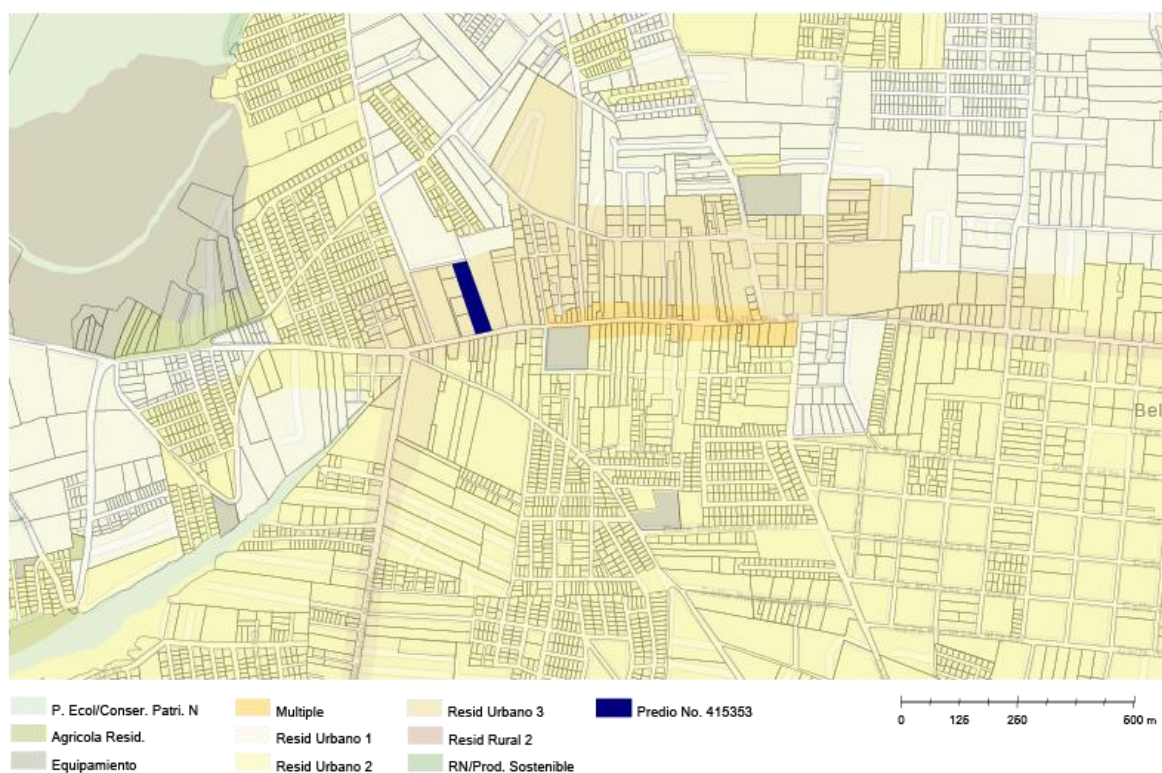 Bel
P. Ecol/Conser. Patri. N
Agricola Resid.
Equipamiento
Multiple
Resid Urbano 1
Resid Urbano 2
Resid Urbano 3
Resid Rural 2
RN/Prod. Sostenible
Predio No. 415353
0 125 250 500 m